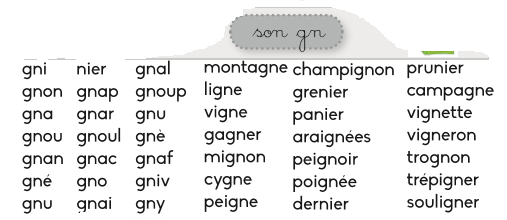 son gn
gni nier gnal montagne champignon prunier
gnon gnap gnoup ligne grenier campagne
gna gnar gnu vigne panier vignette
gnou gnoul gnè gagner araignées vigneron
gnan gnac gnaf mignon peignoir trognon
gné gno gniv cygne poignée trépigner
gnu gnai gny peigne dernier souligner